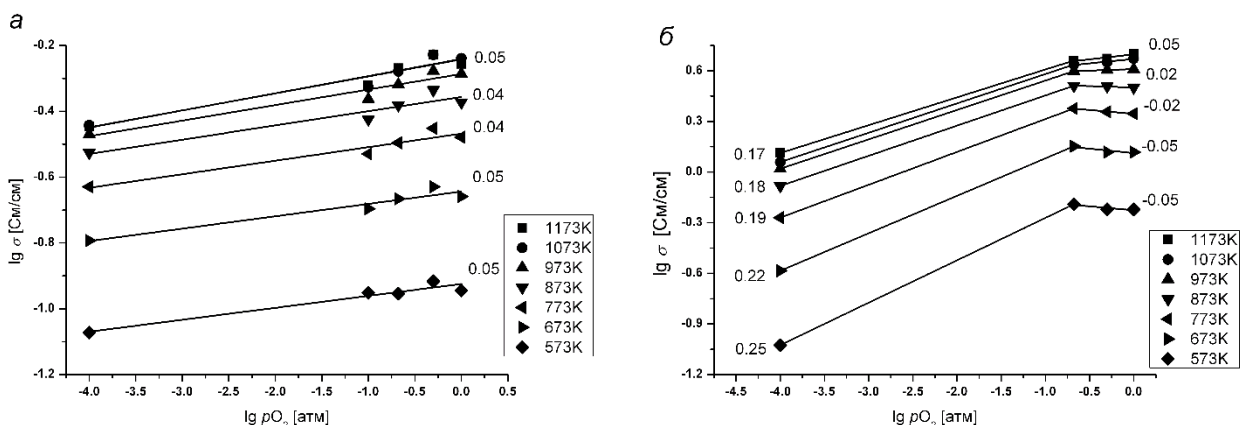 а
lg σ [См/см]
-0.2
-0.4
-0.6
-0.8
-1.0
-1.2
0.05
0.04
0.04
0.05
0.05
1173K
1073K
973K
873K
773K
673K
573K
-4.0 -3.5 -3.0 -2.5 -2.0 -1.5 -1.0 -0.5 0.0 0.5
lg pO₂ [атм]
б
lg σ [См/см]
0.6
0.3
0.0
-0.3
-0.6
-0.9
-1.2
0.05
0.02
-0.02
-0.05
-0.05
0.17
0.18
0.19
0.22
0.25
1173K
1073K
973K
873K
773K
673K
573K
-4.5 -4.0 -3.5 -3.0 -2.5 -2.0 -1.5 -1.0 -0.5 0.0
lg pO₂ [атм]